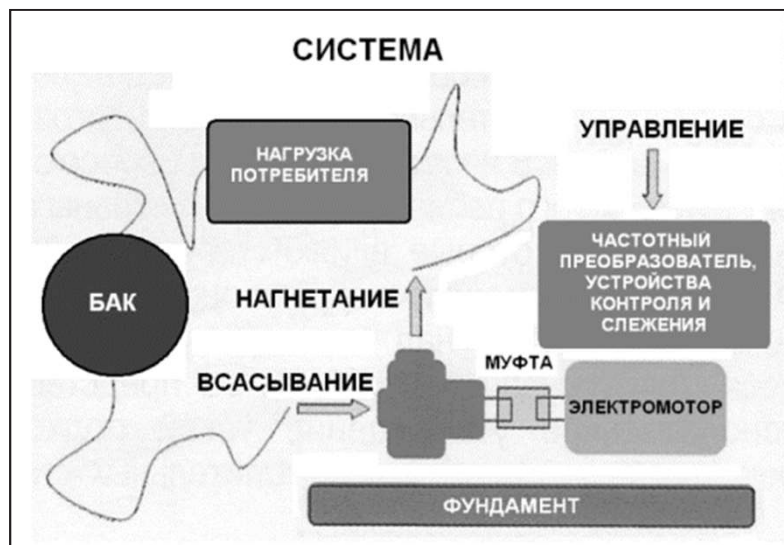 СИСТЕМА
НАГРУЗКА
ПОТРЕБИТЕЛЯ
УПРАВЛЕНИЕ
ЧАСТОТНЫЙ
ПРЕОБРАЗОВАТЕЛЬ,
УСТРОЙСТВА
КОНТРОЛЯ И
СЛЕЖЕНИЯ
БАК
НАГНЕТАНИЕ
ВСАСЫВАНИЕ
МУФТА
ЭЛЕКТРОМОТОР
ФУНДАМЕНТ